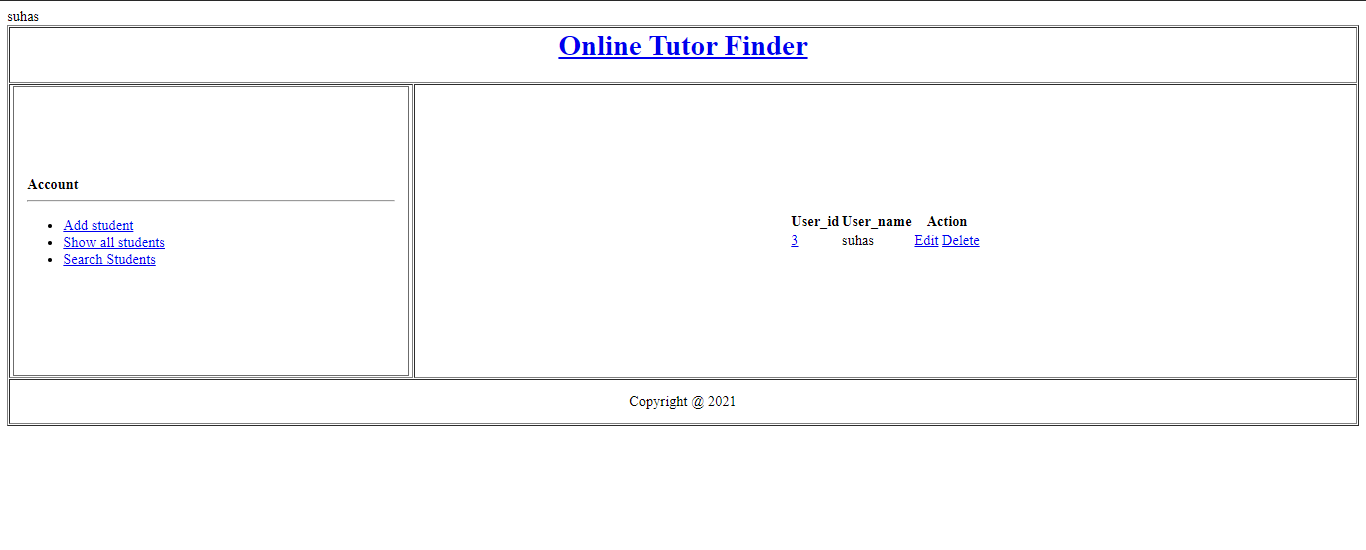 suhas
Online Tutor Finder
Account
Add student
Show all students
Search Students
User_id User_name Action
3 suhas Edit Delete
Copyright @ 2021